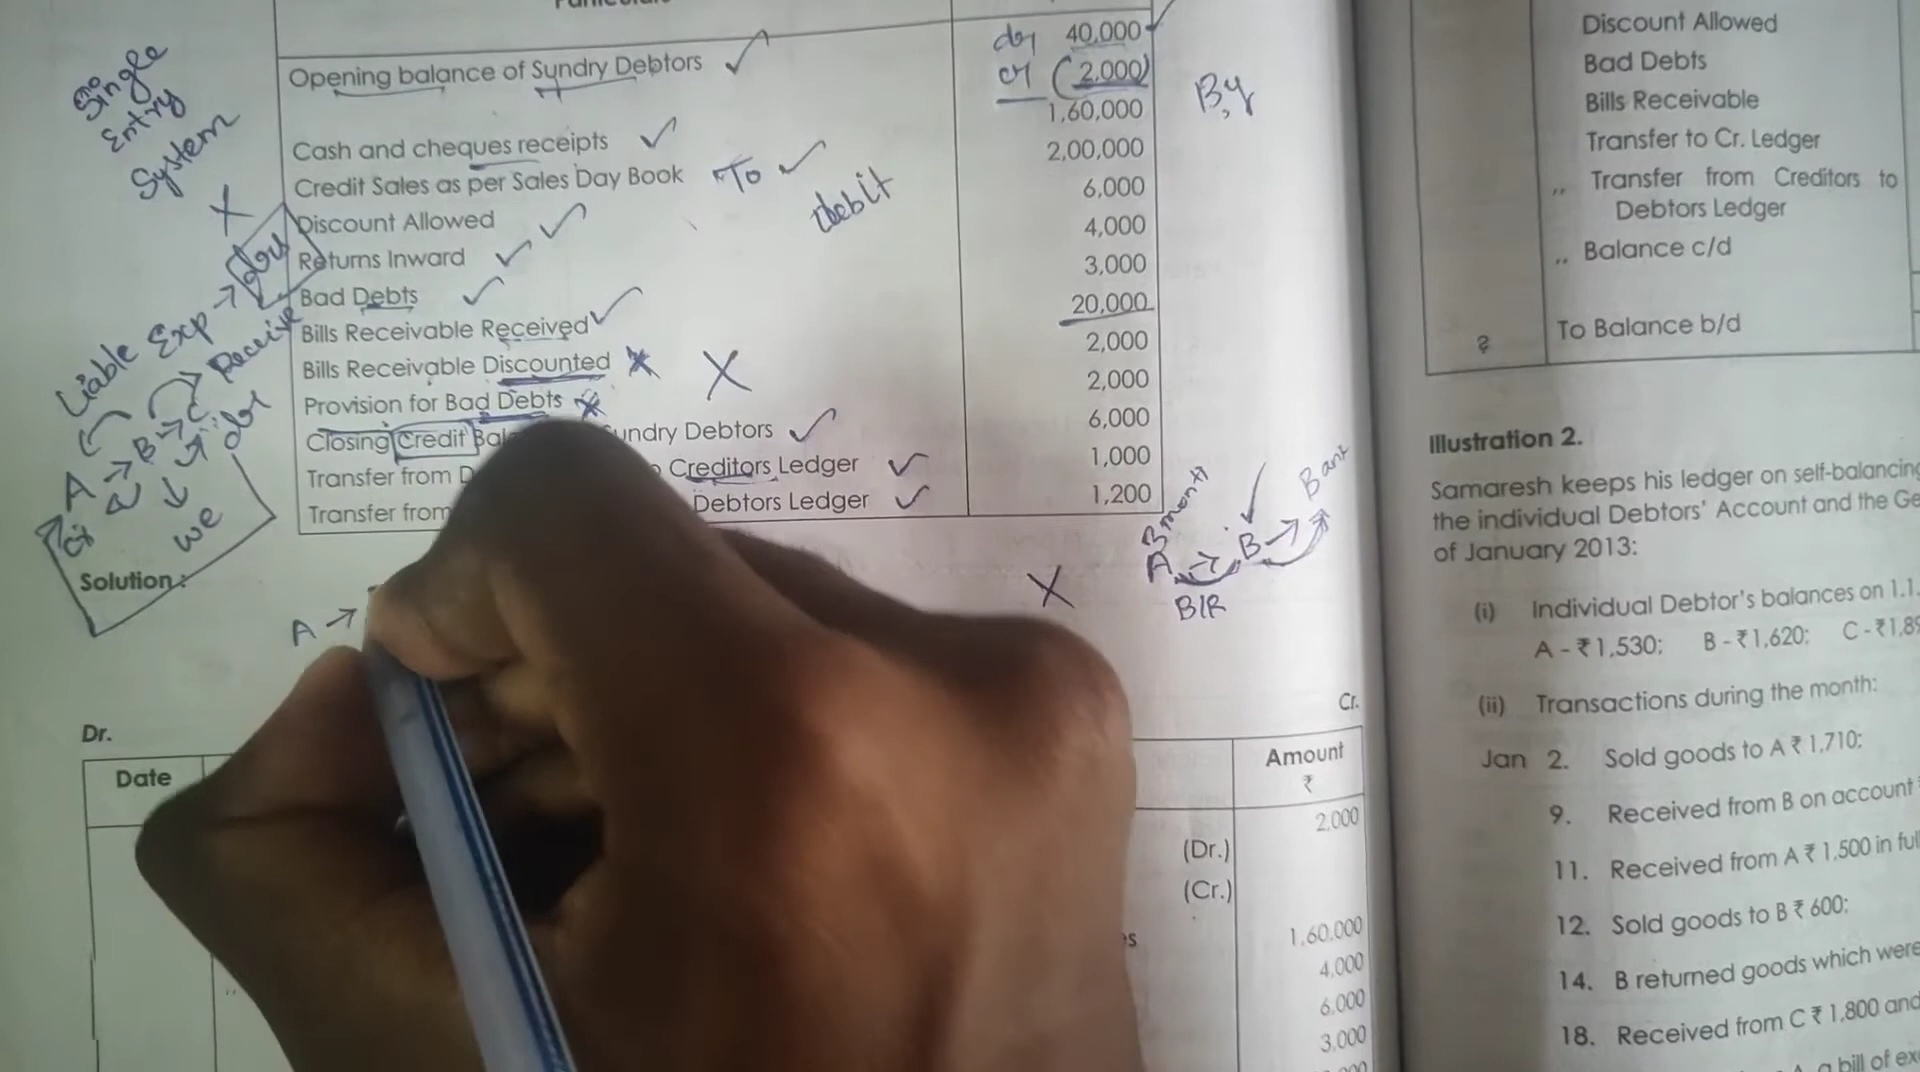 Opening balance of Sundry Debtors
dr 40,000
cr (2,000)
Cash and cheques receipts 1,60,000
Credit Sales as per Sales Day Book 2,00,000
Discount Allowed 6,000
Returns Inward 4,000
Bad Debts 3,000
Bills Receivable Received 20,000
Bills Receivable Discounted 2,000
Provision for Bad Debts 2,000
Closing Credit undry Debtors 6,000
Transfer from Creditors Ledger 1,000
Transfer from Debtors Ledger 1,200
Single
Entry
System
By
To
debit
Liable Exp → dr
Receive
A → B → C
dr
cr
we
3 month
A → B → Bank
B/R
Solution:
A →
Dr.
Cr.
Date
Amount
₹
2,000
(Dr.)
(Cr.)
1,60,000
4,000
6,000
3,000
Discount Allowed
Bad Debts
Bills Receivable
Transfer to Cr. Ledger
,, Transfer from Creditors to
Debtors Ledger
,, Balance c/d
? To Balance b/d
Illustration 2.
Samaresh keeps his ledger on self-balancing
the individual Debtors' Account and the Ge
of January 2013:
(i) Individual Debtor's balances on 1.1.
A - ₹ 1,530; B - ₹ 1,620; C - ₹ 1,89
(ii) Transactions during the month:
Jan 2. Sold goods to A ₹ 1,710;
9. Received from B on account
11. Received from A ₹ 1,500 in full
12. Sold goods to B ₹ 600;
14. B returned goods which were
18. Received from C ₹ 1,800 and
a bill of ex